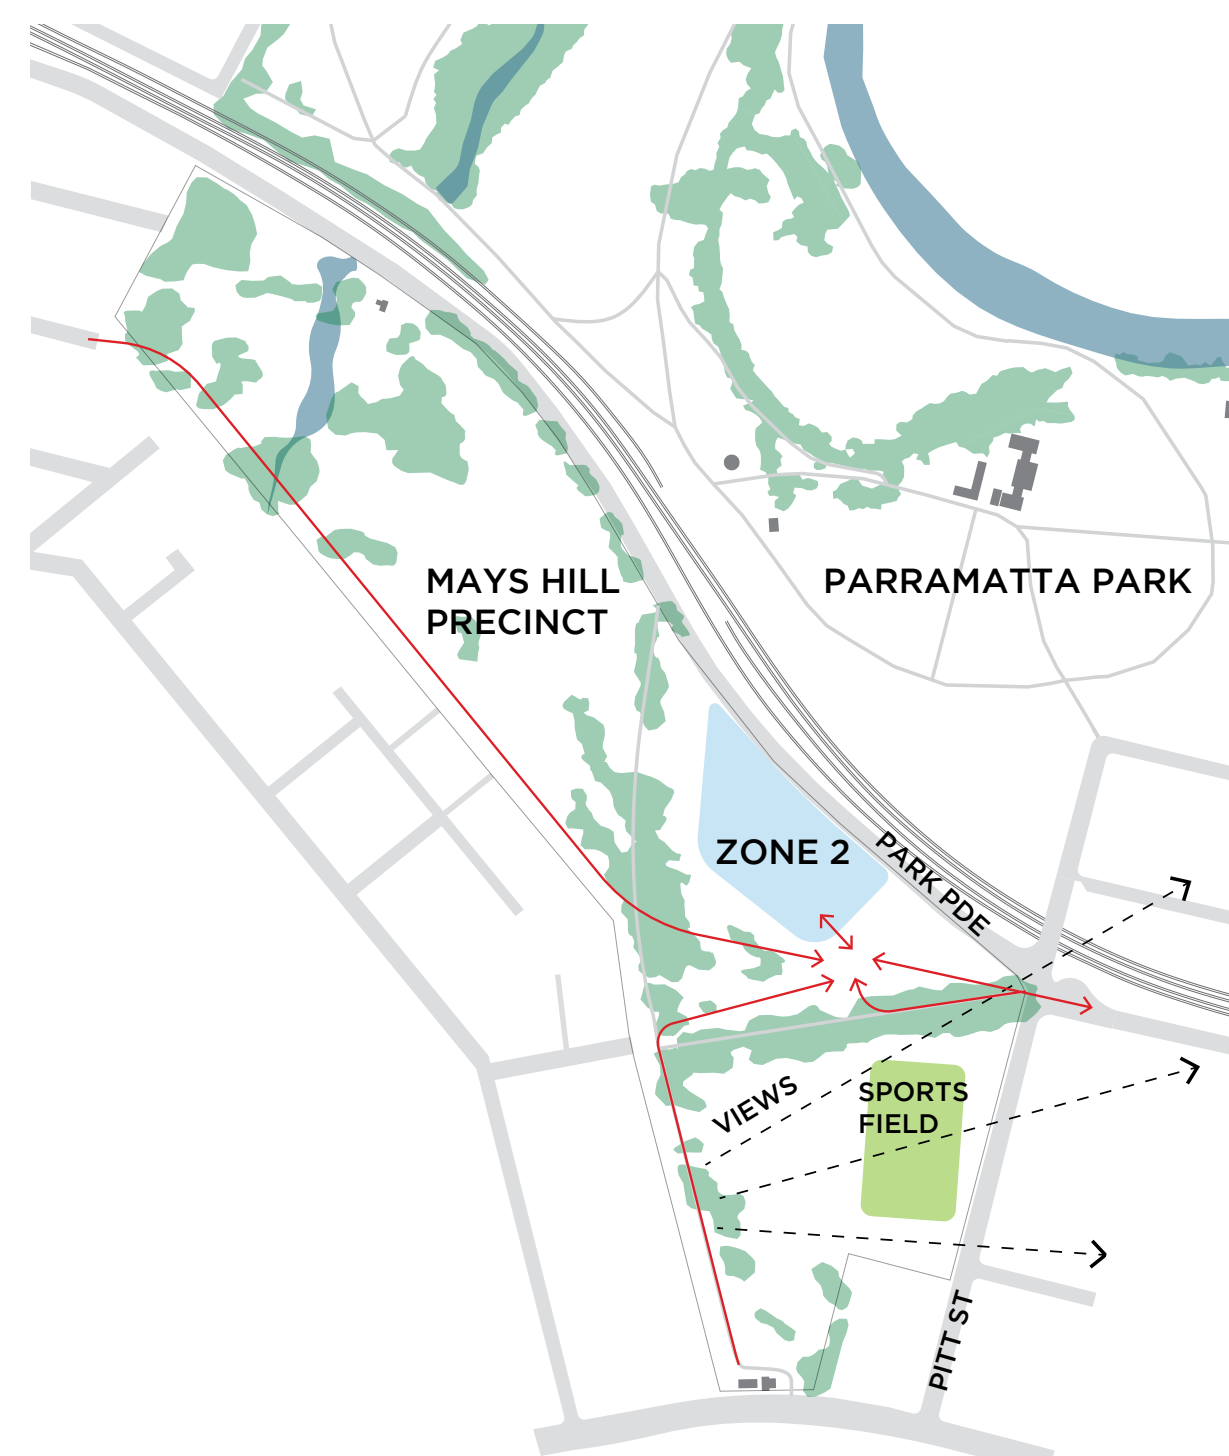 MAYS HILL
PRECINCT
PARRAMATTA PARK
ZONE 2
PARK PDE
VIEWS
SPORTS
FIELD
PITT ST